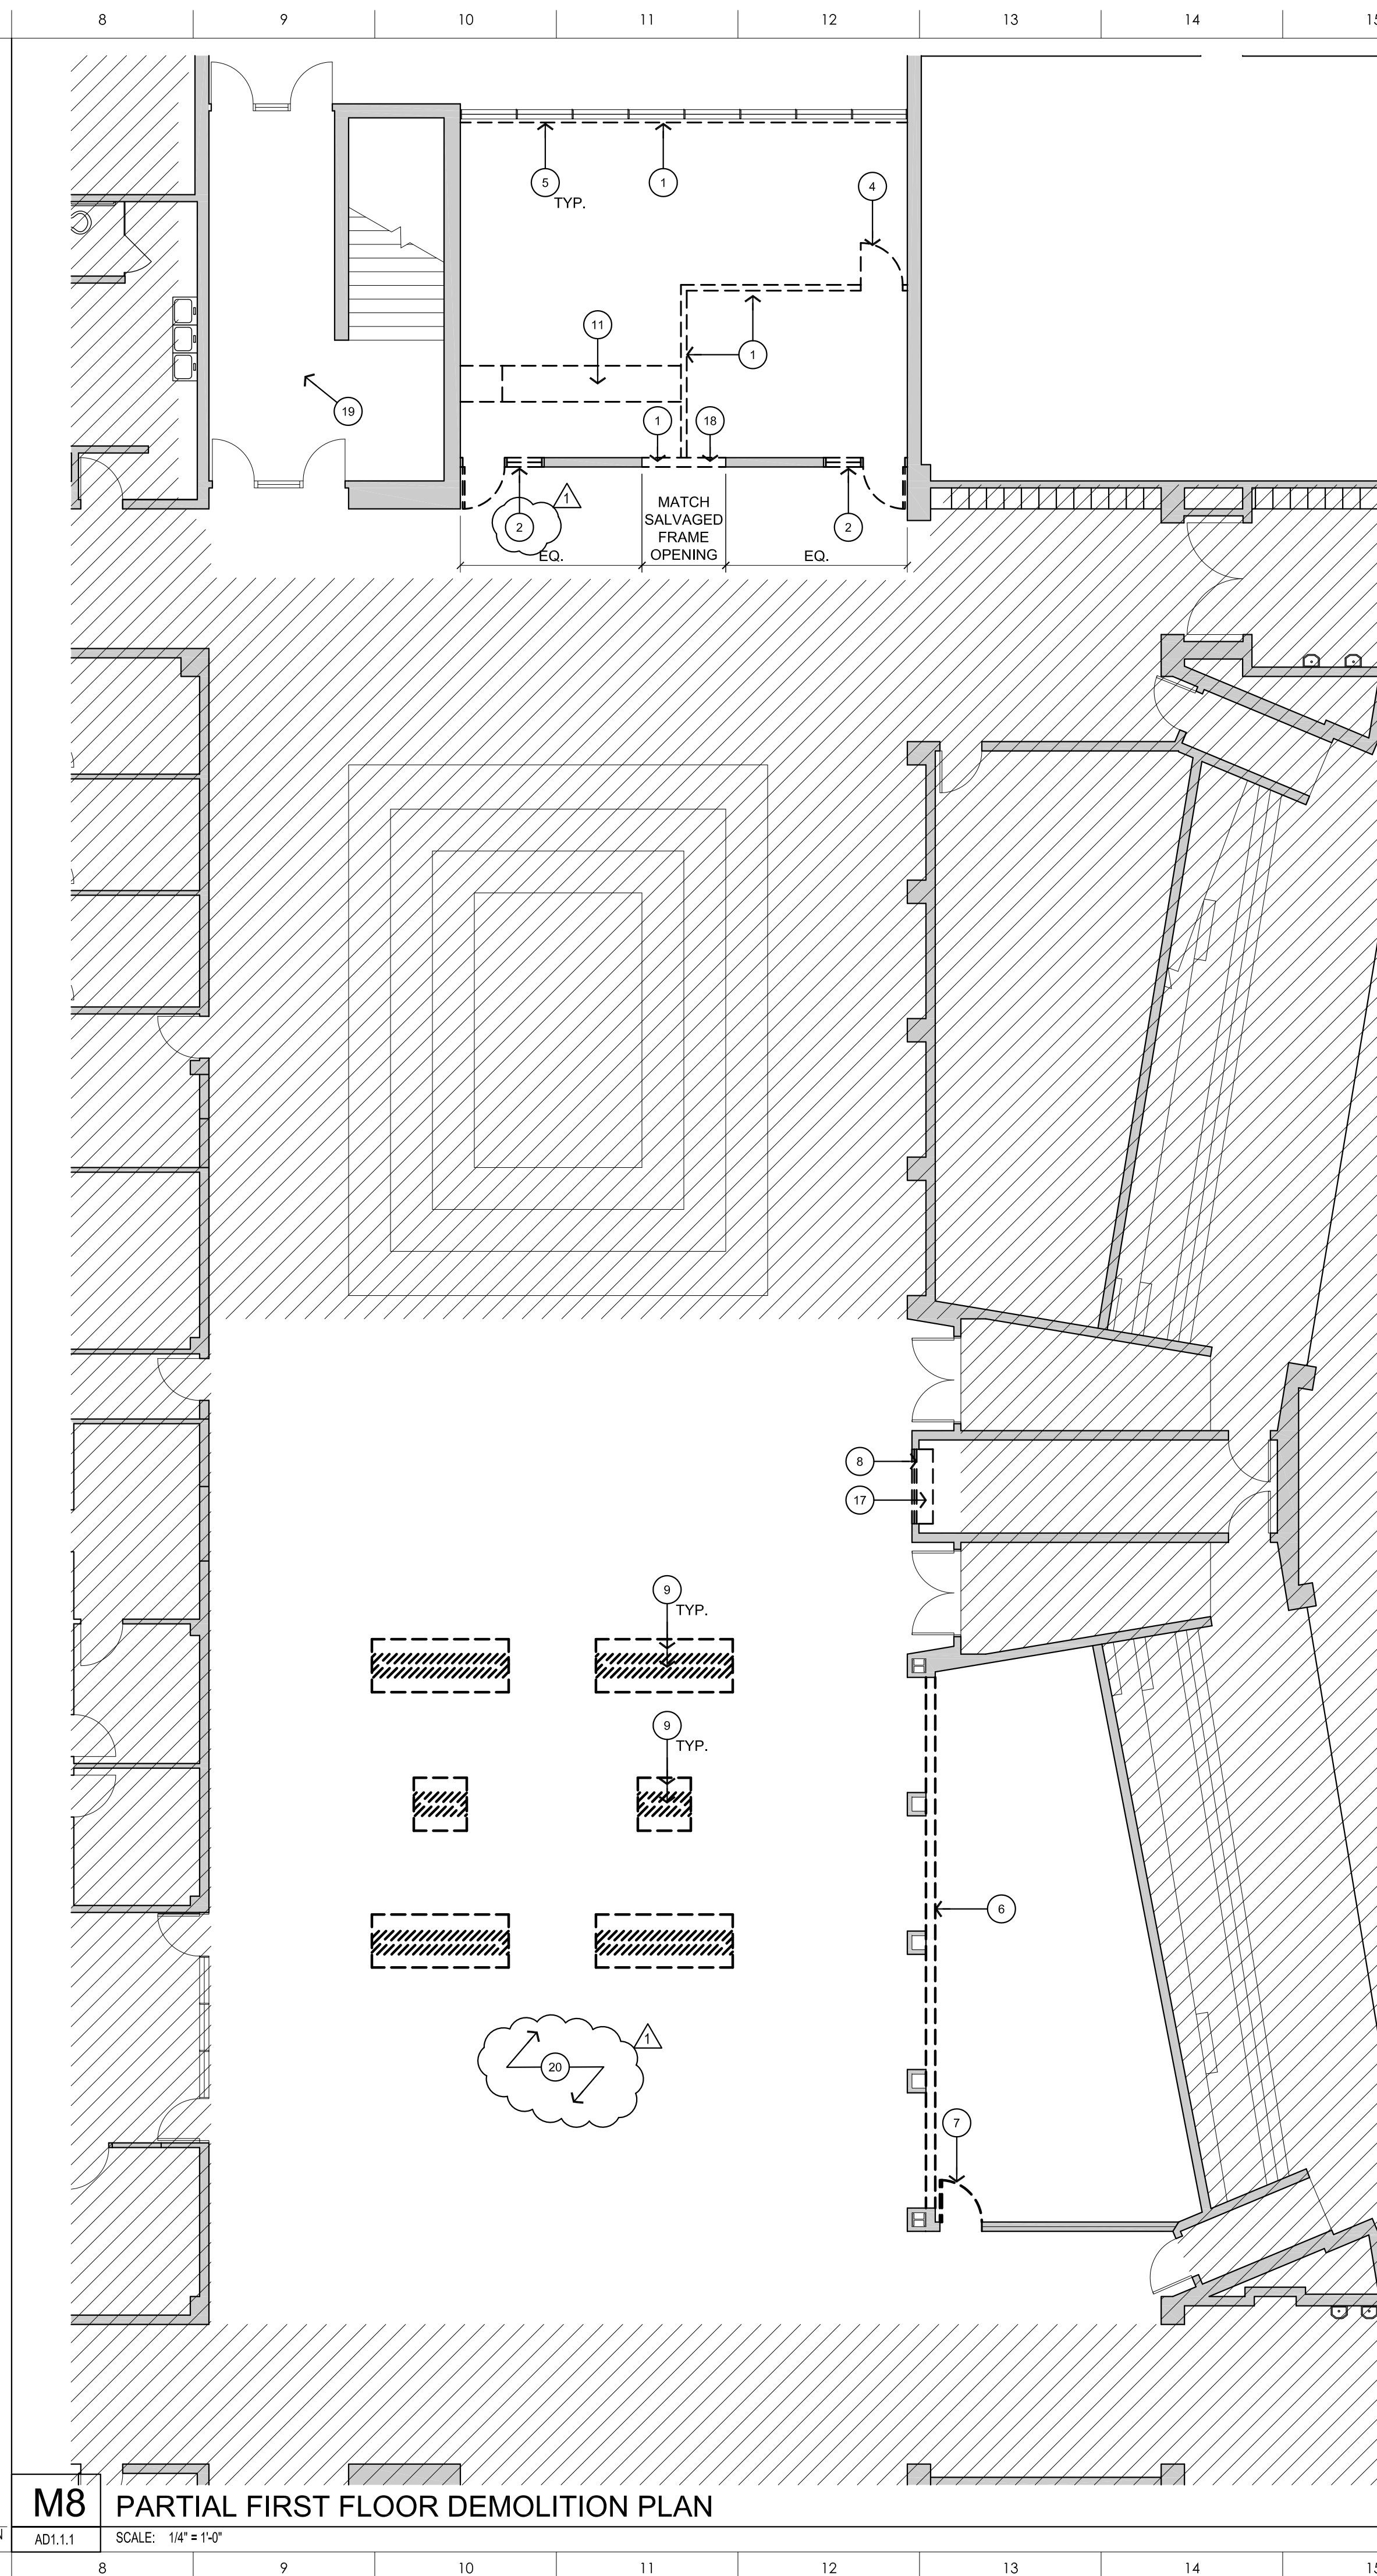 8 9 10 11 12 13 14 15
5 1 4
TYP.
11
1
19
1 18
MATCH
SALVAGED
FRAME
OPENING
1
2 2
EQ. EQ.
8
17
9
TYP.
9
TYP.
6
1
20
7
M8 PARTIAL FIRST FLOOR DEMOLITION PLAN
N AD1.1.1 SCALE: 1/4" = 1'-0"
8 9 10 11 12 13 14 15